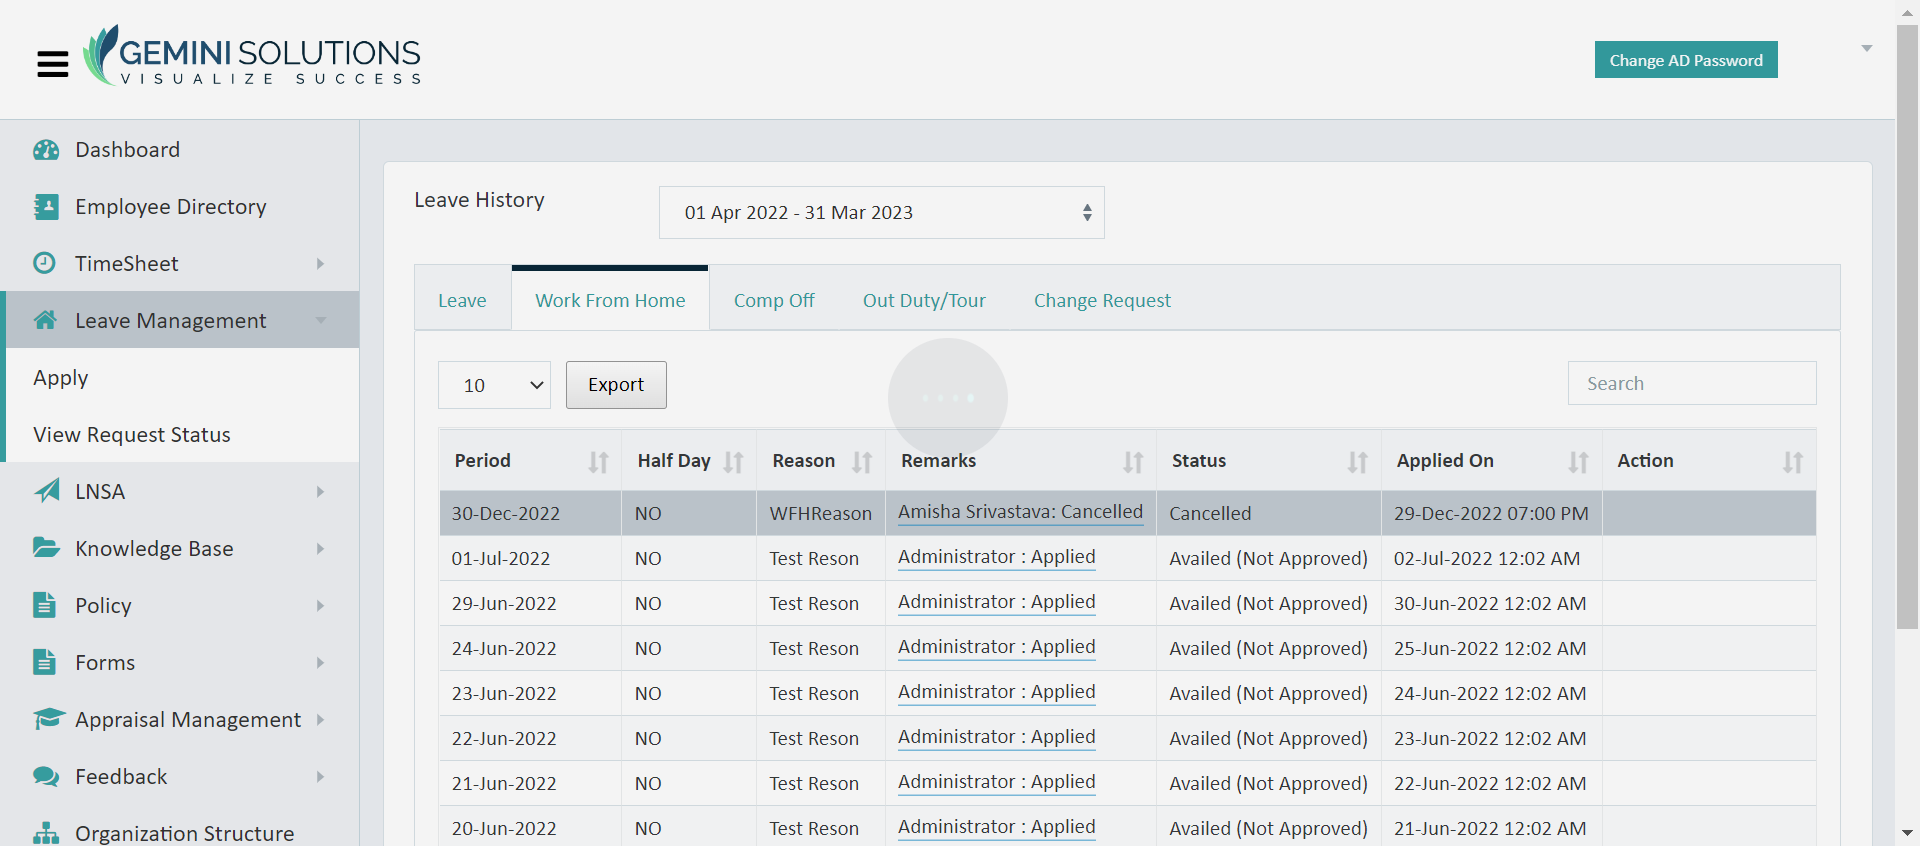 GEMINI SOLUTIONS
VISUALIZE SUCCESS
Change AD Password
Dashboard
Employee Directory
TimeSheet
Leave Management
Apply
View Request Status
LNSA
Knowledge Base
Policy
Forms
Appraisal Management
Feedback
Organization Structure
Leave History
01 Apr 2022 - 31 Mar 2023
Leave Work From Home Comp Off Out Duty/Tour Change Request
10 Export Search
Period Half Day Reason Remarks Status Applied On Action
30-Dec-2022 NO WFHReason Amisha Srivastava: Cancelled Cancelled 29-Dec-2022 07:00 PM
01-Jul-2022 NO Test Reson Administrator : Applied Availed (Not Approved) 02-Jul-2022 12:02 AM
29-Jun-2022 NO Test Reson Administrator : Applied Availed (Not Approved) 30-Jun-2022 12:02 AM
24-Jun-2022 NO Test Reson Administrator : Applied Availed (Not Approved) 25-Jun-2022 12:02 AM
23-Jun-2022 NO Test Reson Administrator : Applied Availed (Not Approved) 24-Jun-2022 12:02 AM
22-Jun-2022 NO Test Reson Administrator : Applied Availed (Not Approved) 23-Jun-2022 12:02 AM
21-Jun-2022 NO Test Reson Administrator : Applied Availed (Not Approved) 22-Jun-2022 12:02 AM
20-Jun-2022 NO Test Reson Administrator : Applied Availed (Not Approved) 21-Jun-2022 12:02 AM